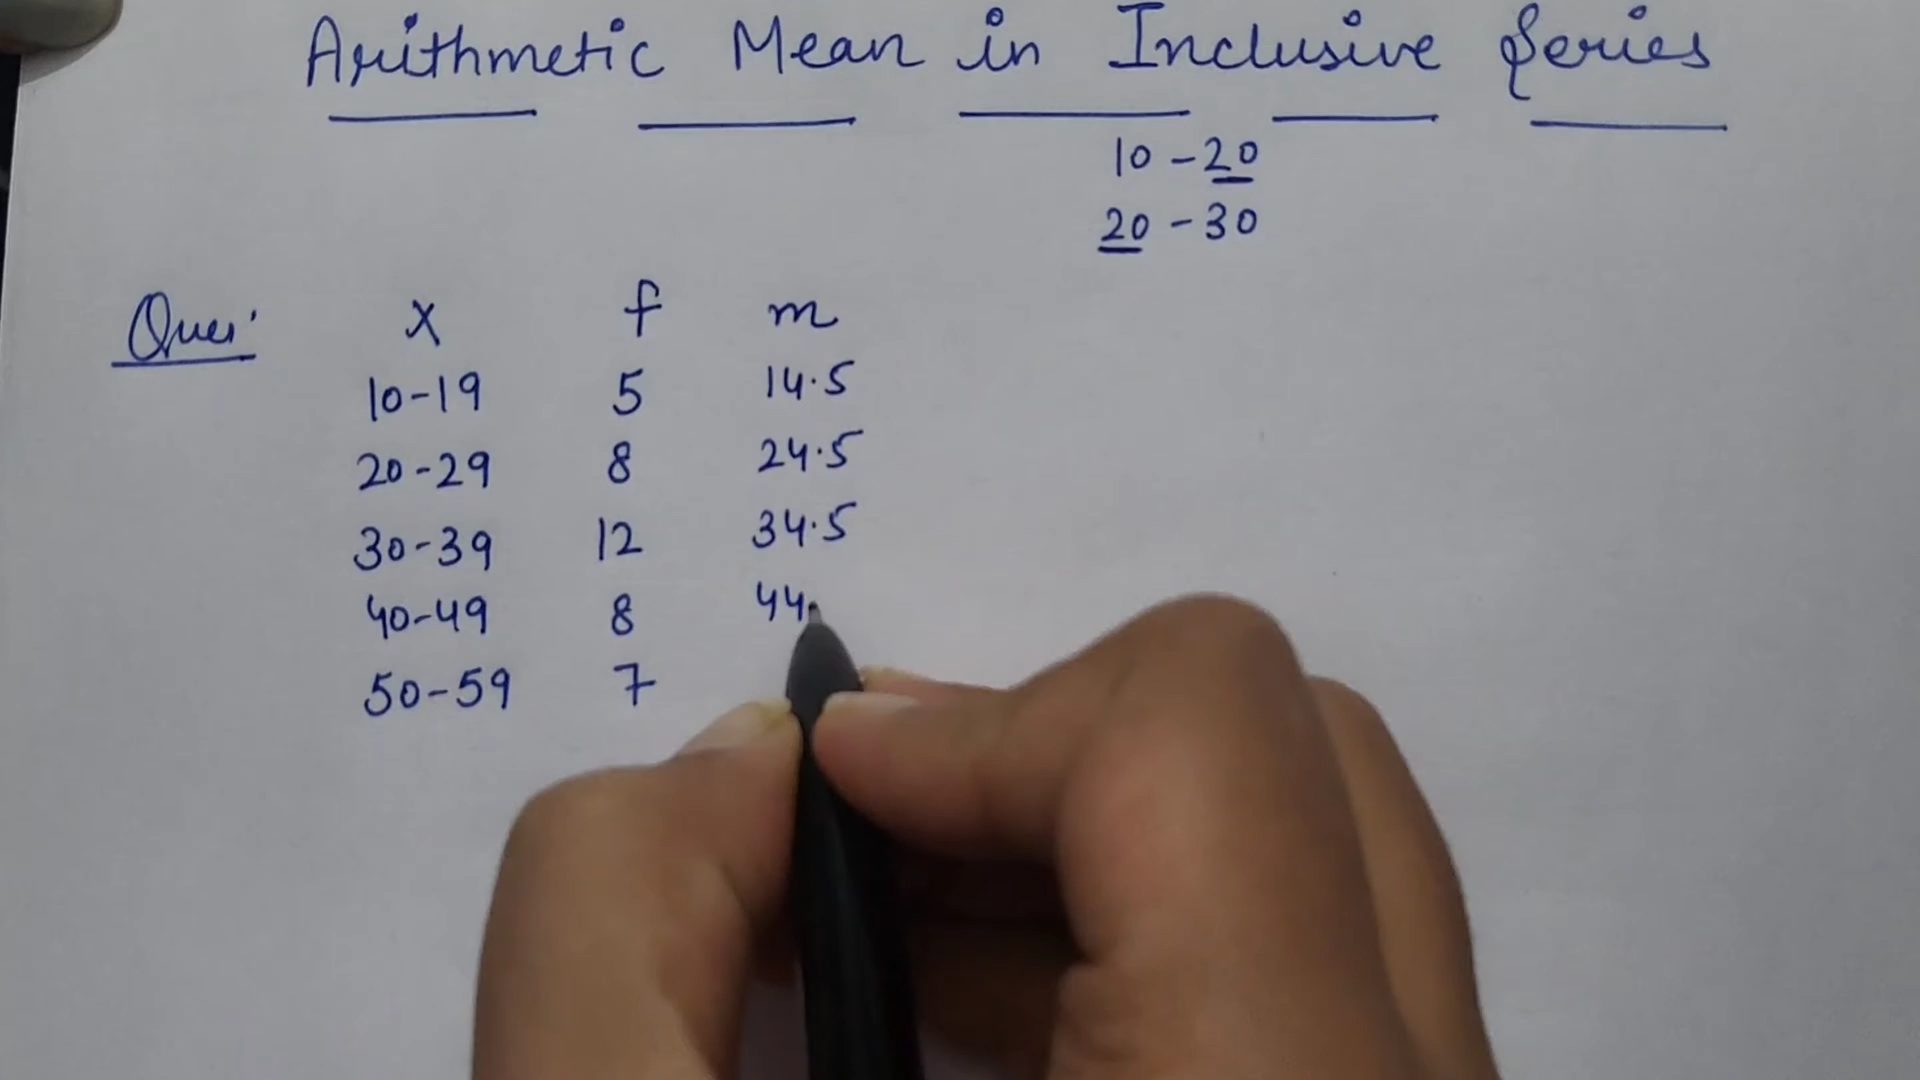 Arithmetic Mean in Inclusive Series
10 - 20
20 - 30
Ques: X f m
10-19 5 14.5
20-29 8 24.5
30-39 12 34.5
40-49 8 44.
50-59 7